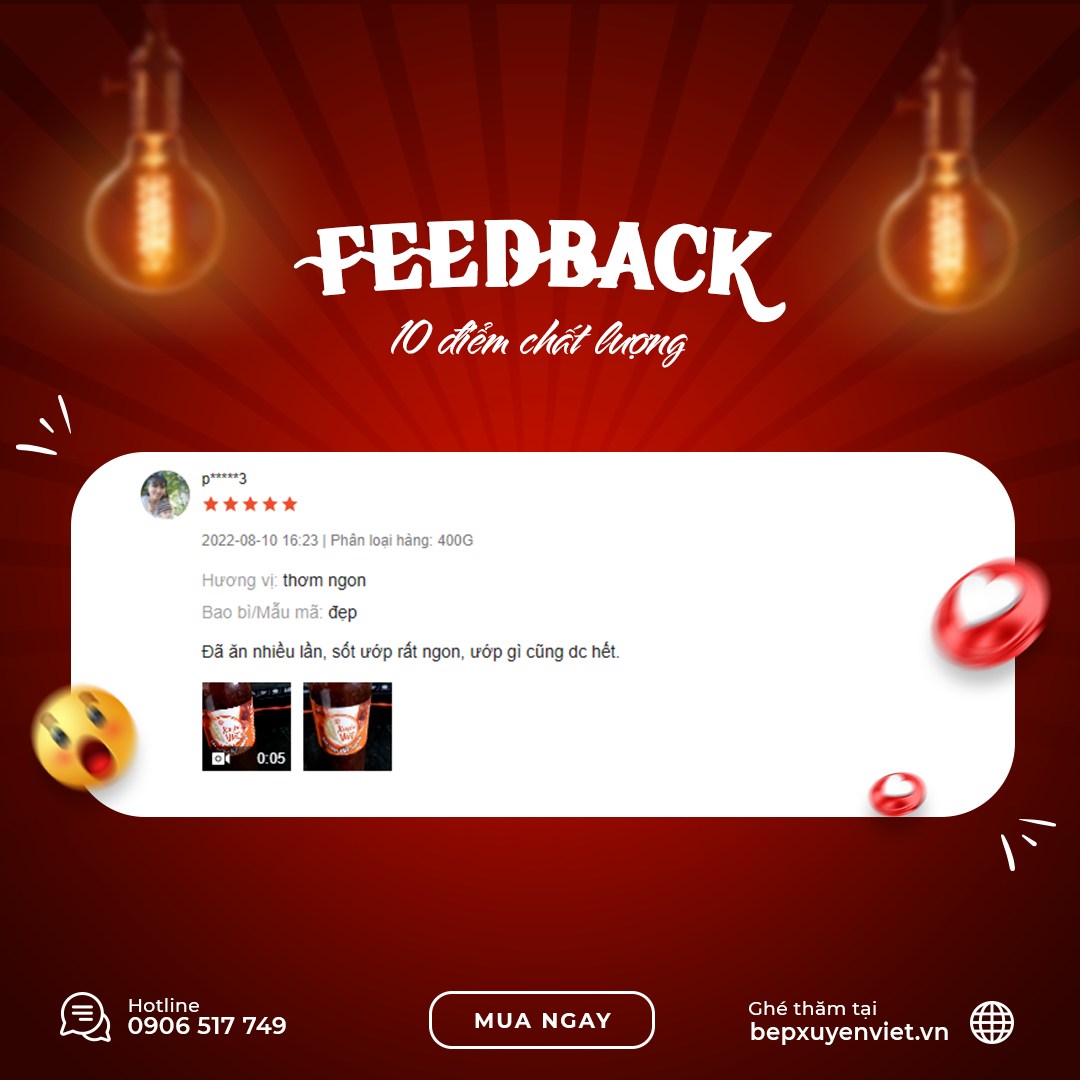 FEEDBACK
10 điểm chất lượng
p*****3
2022-08-10 16:23 | Phân loại hàng: 400G
Hương vị: thơm ngon
Bao bì/Mẫu mã: đẹp
Đã ăn nhiều lần, sốt ướp rất ngon, ướp gì cũng dc hết.
0:05
Hotline
0906 517 749
MUA NGAY
Ghé thăm tại
bepxuyenviet.vn